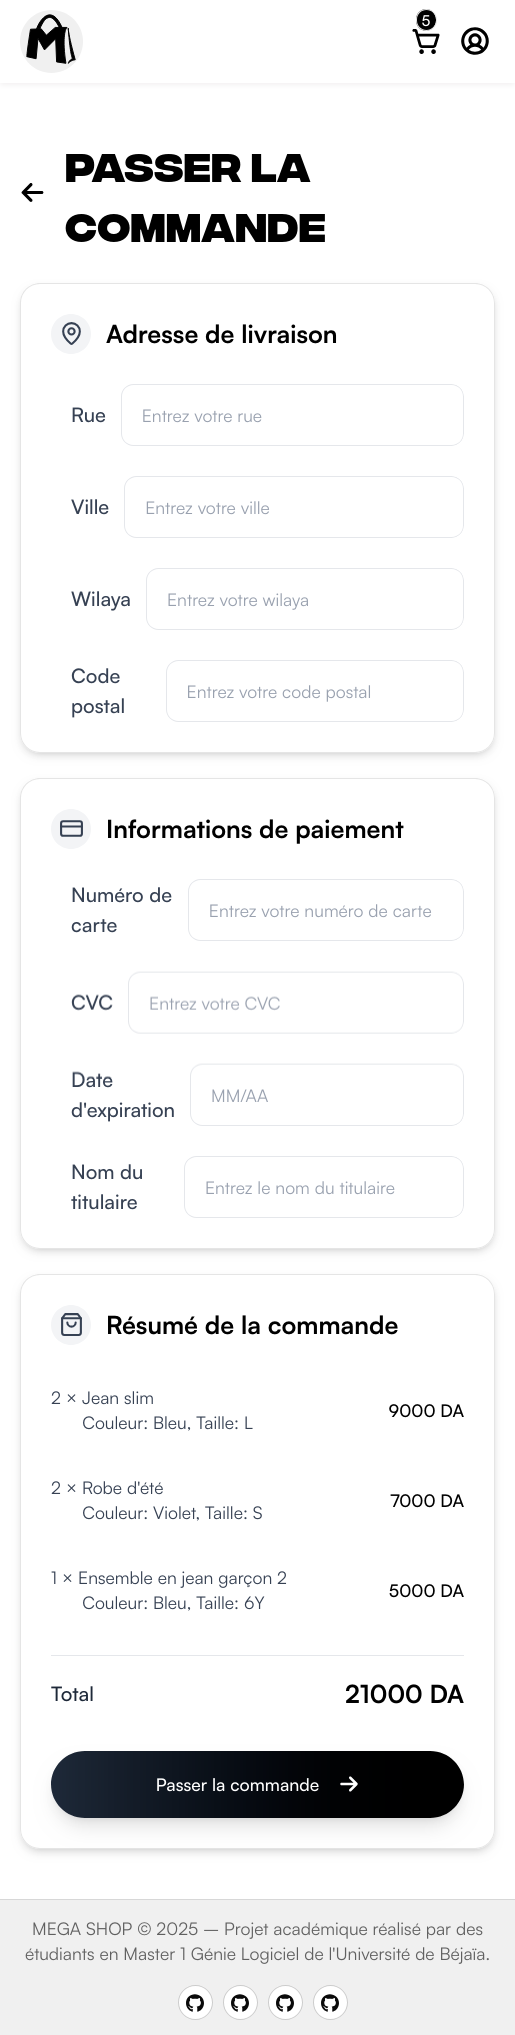 5
PASSER LA
COMMANDE
Adresse de livraison
Rue
Entrez votre rue
Ville
Entrez votre ville
Wilaya
Entrez votre wilaya
Code
postal
Entrez votre code postal
Informations de paiement
Numéro de
carte
Entrez votre numéro de carte
CVC
Entrez votre CVC
Date
d'expiration
MM/AA
Nom du
titulaire
Entrez le nom du titulaire
Résumé de la commande
2 × Jean slim
Couleur: Bleu, Taille: L
9000 DA
2 × Robe d'été
Couleur: Violet, Taille: S
7000 DA
1 × Ensemble en jean garçon 2
Couleur: Bleu, Taille: 6Y
5000 DA
Total 21000 DA
Passer la commande
MEGA SHOP © 2025 — Projet académique réalisé par des
étudiants en Master 1 Génie Logiciel de l'Université de Béjaïa.